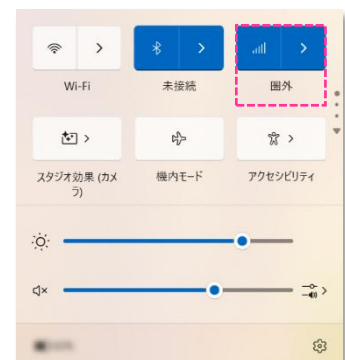 Wi-Fi
未接続
圏外
スタジオ効果 (カメ
ラ)
機内モード
アクセシビリティ